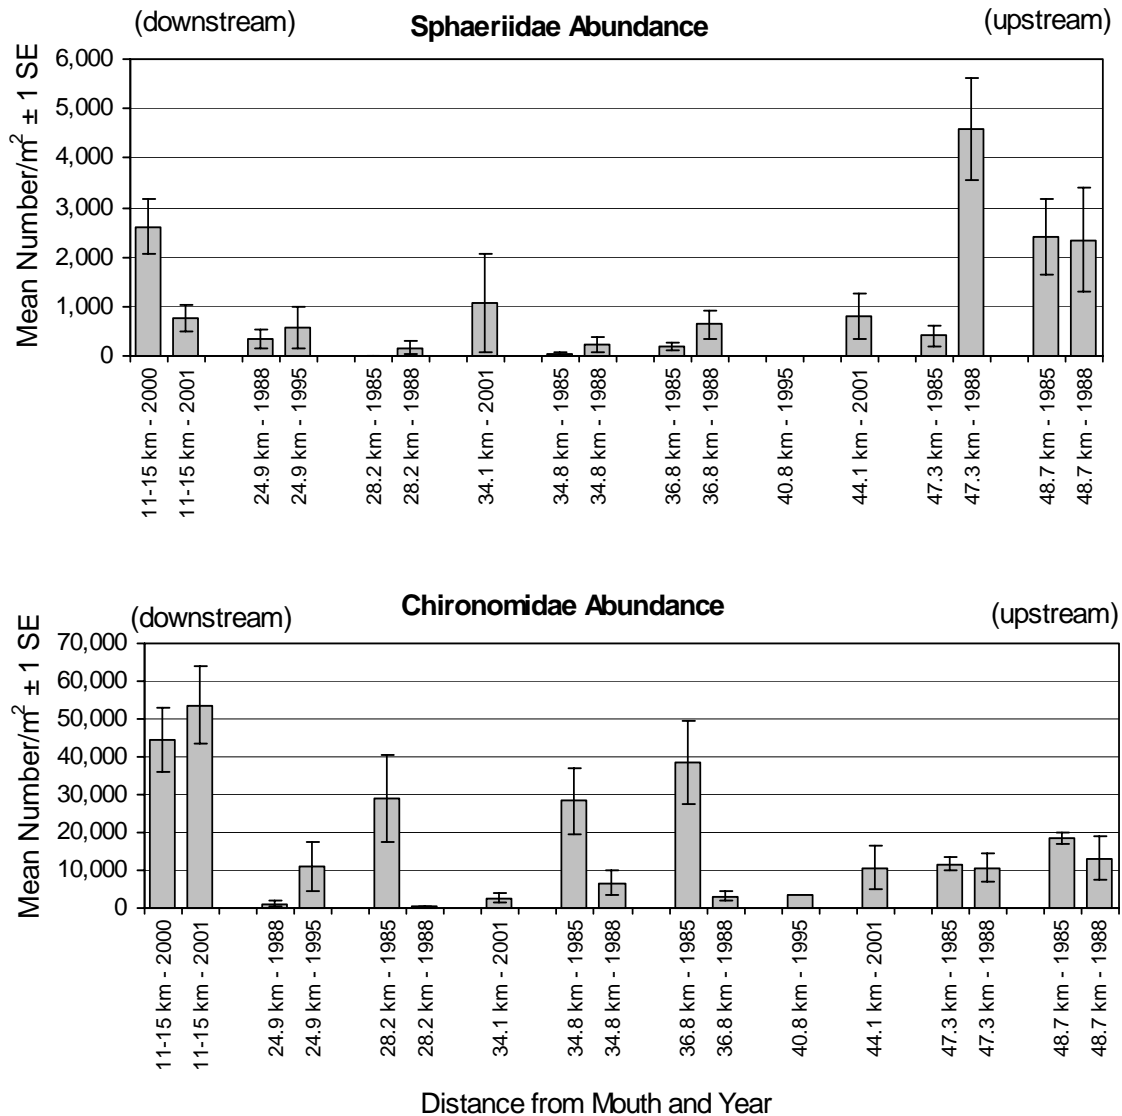 (downstream)
Sphaeriidae Abundance
(upstream)
Mean Number/m² ± 1 SE
6,000
5,000
4,000
3,000
2,000
1,000
0
11-15 km - 2000
11-15 km - 2001
24.9 km - 1988
24.9 km - 1995
28.2 km - 1985
28.2 km - 1988
34.1 km - 2001
34.8 km - 1985
34.8 km - 1988
36.8 km - 1985
36.8 km - 1988
40.8 km - 1995
44.1 km - 2001
47.3 km - 1985
47.3 km - 1988
48.7 km - 1985
48.7 km - 1988
(downstream)
Chironomidae Abundance
(upstream)
Mean Number/m² ± 1 SE
70,000
60,000
50,000
40,000
30,000
20,000
10,000
0
11-15 km - 2000
11-15 km - 2001
24.9 km - 1988
24.9 km - 1995
28.2 km - 1985
28.2 km - 1988
34.1 km - 2001
34.8 km - 1985
34.8 km - 1988
36.8 km - 1985
36.8 km - 1988
40.8 km - 1995
44.1 km - 2001
47.3 km - 1985
47.3 km - 1988
48.7 km - 1985
48.7 km - 1988
Distance from Mouth and Year